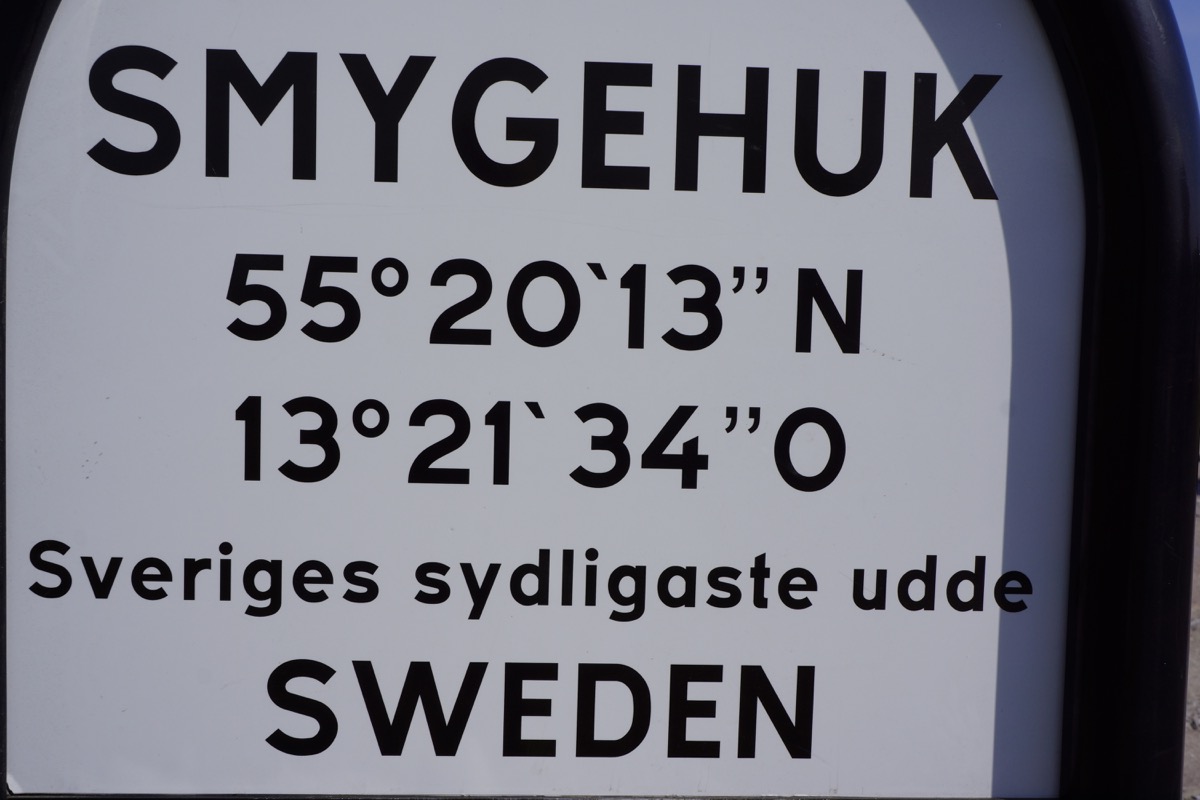 SMYGEHUK
55°20`13”N
13°21`34”O
Sveriges sydligaste udde
SWEDEN